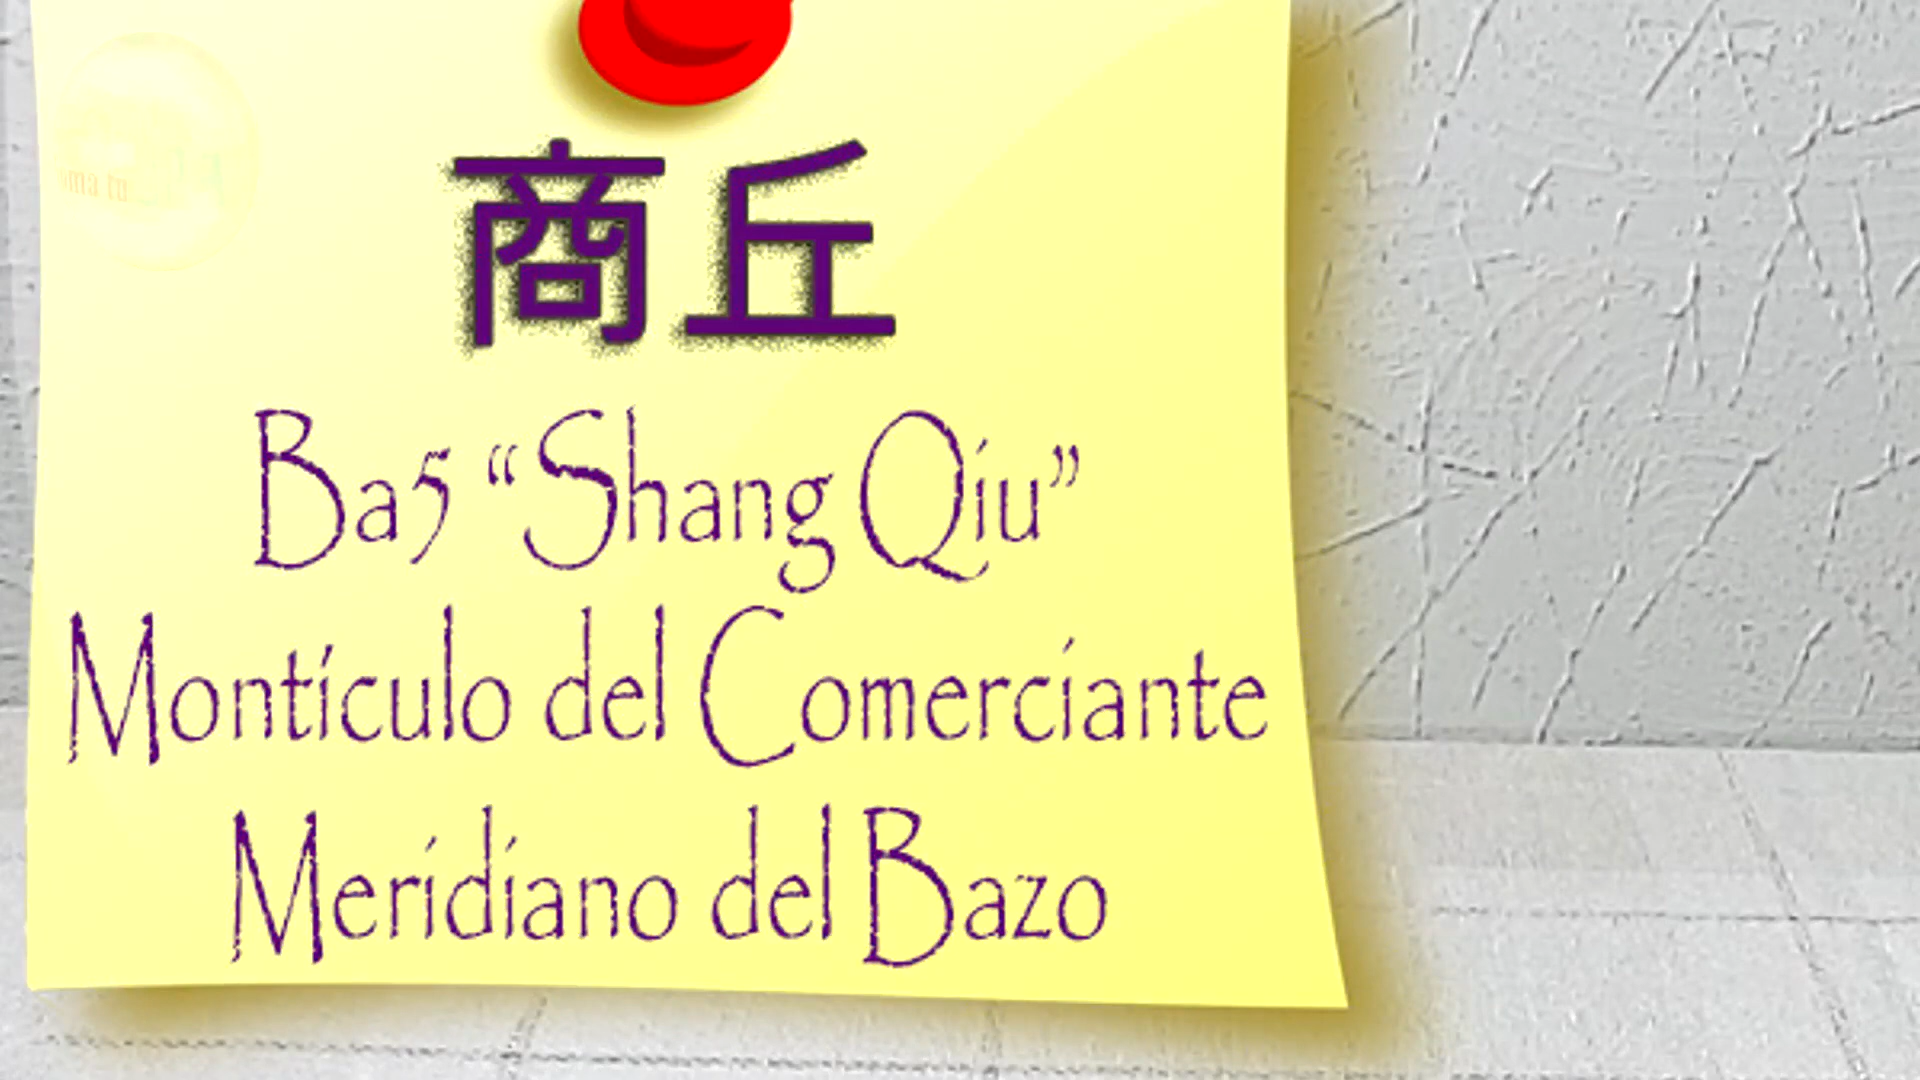 商丘
Ba5 “Shang Qiu”
Montículo del Comerciante
Meridiano del Bazo